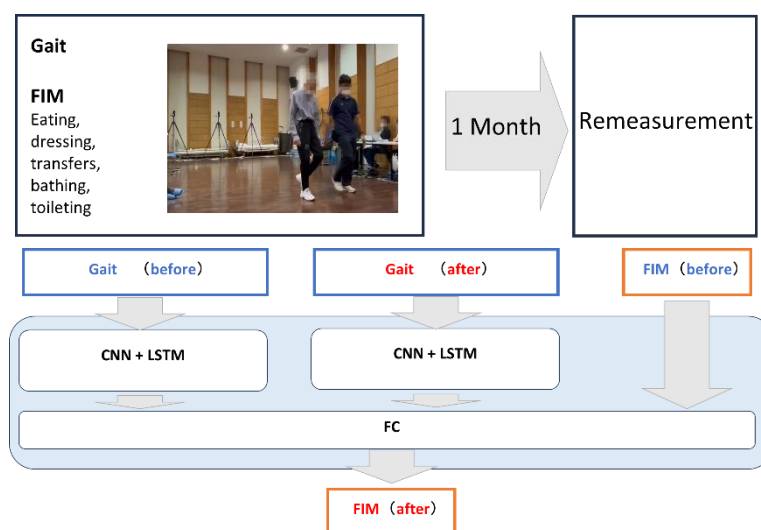 Gait
FIM
Eating,
dressing,
transfers,
bathing,
toileting
1 Month
Remeasurement
Gait （before）
Gait （after）
FIM（before）
CNN + LSTM
CNN + LSTM
FC
FIM（after）